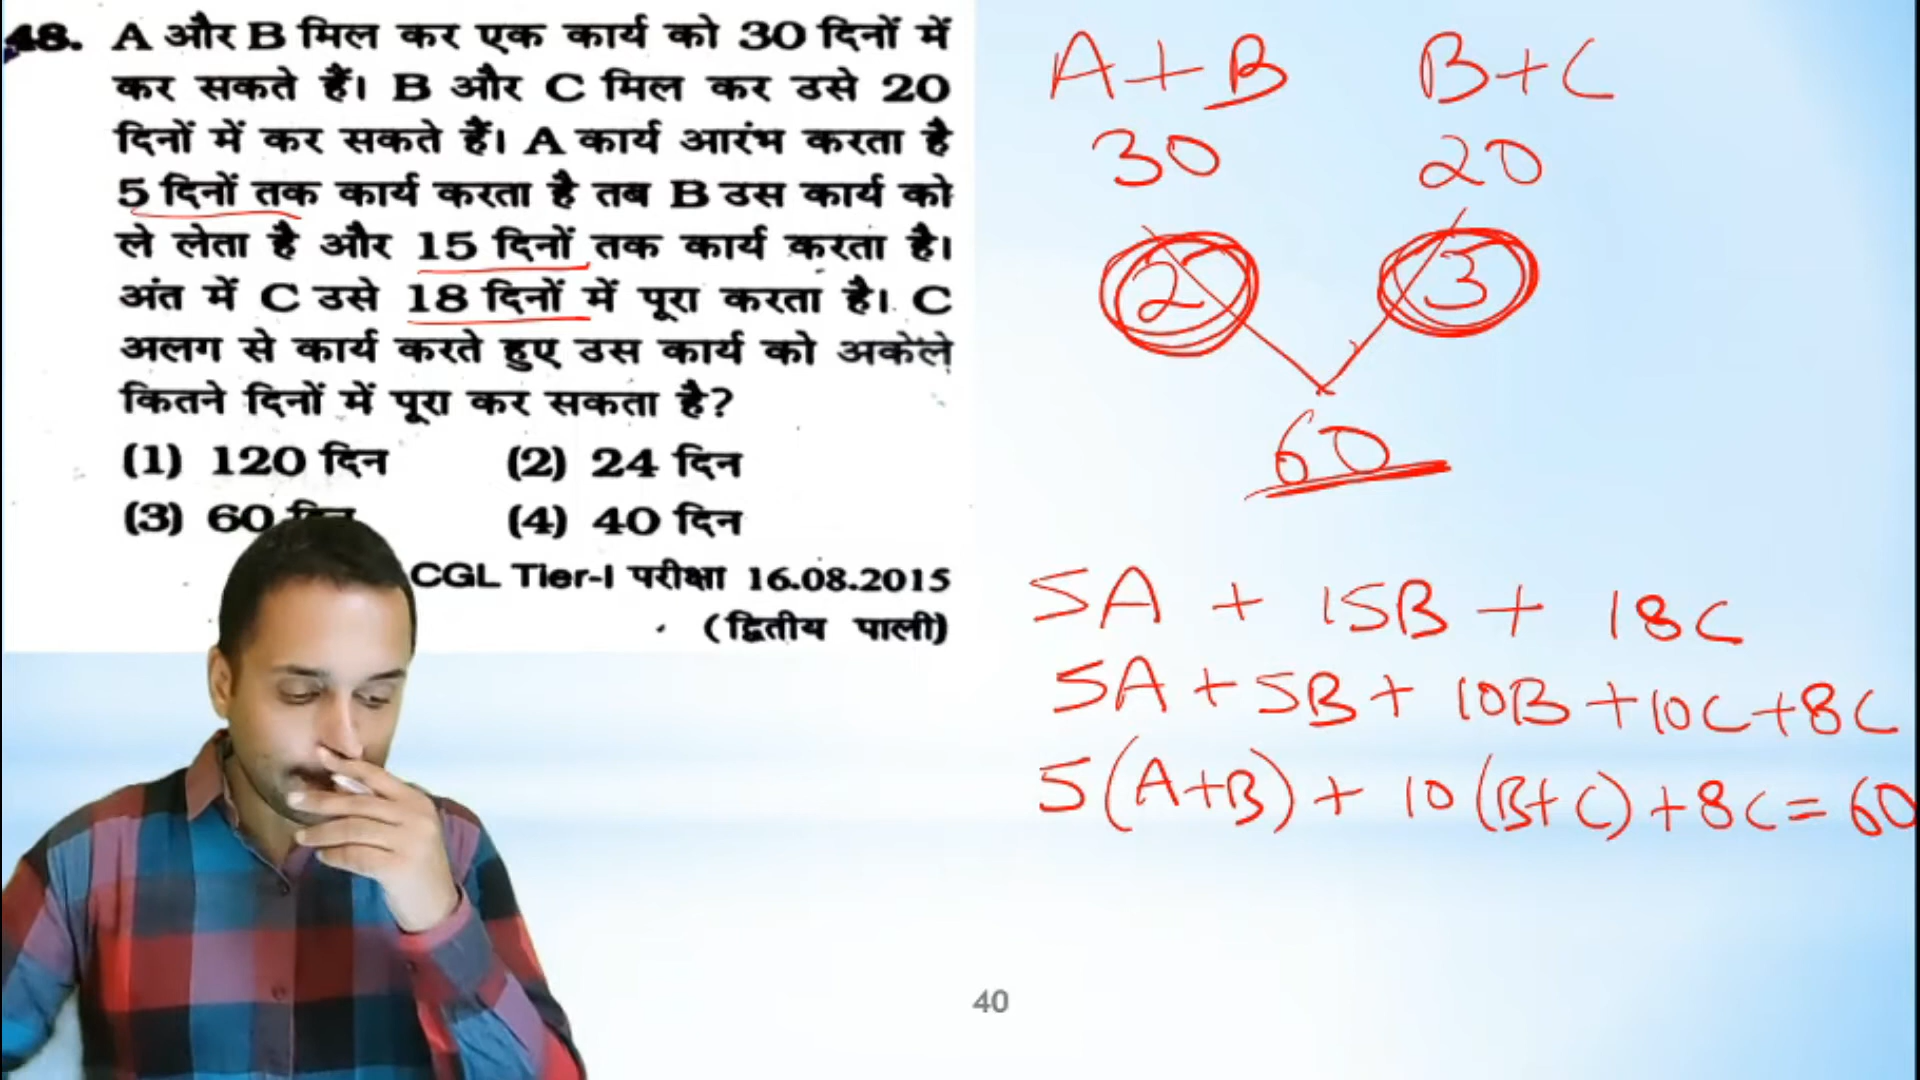 48. A और B मिल कर एक कार्य को 30 दिनों में
कर सकते हैं। B और C मिल कर उसे 20
दिनों में कर सकते हैं। A कार्य आरंभ करता है
5 दिनों तक कार्य करता है तब B उस कार्य को
ले लेता है और 15 दिनों तक कार्य करता है।
अंत में C उसे 18 दिनों में पूरा करता है। C
अलग से कार्य करते हुए उस कार्य को अकेले
कितने दिनों में पूरा कर सकता है?
(1) 120 दिन (2) 24 दिन
(3) 60 दिन (4) 40 दिन
CGL Tier-I परीक्षा 16.08.2015
(द्वितीय पाली)
A+B B+C
30 20
2 3
60
5A + 15B + 18C
5A + 5B + 10B + 10C + 8C
5(A+B) + 10(B+C) + 8C = 60
40